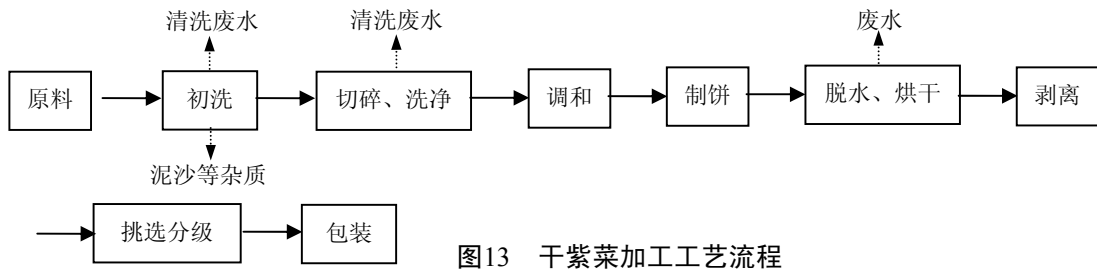 清洗废水 清洗废水 废水
原料 初洗 切碎、洗净 调和 制饼 脱水、烘干 剥离
泥沙等杂质
挑选分级 包装
图13 干紫菜加工工艺流程